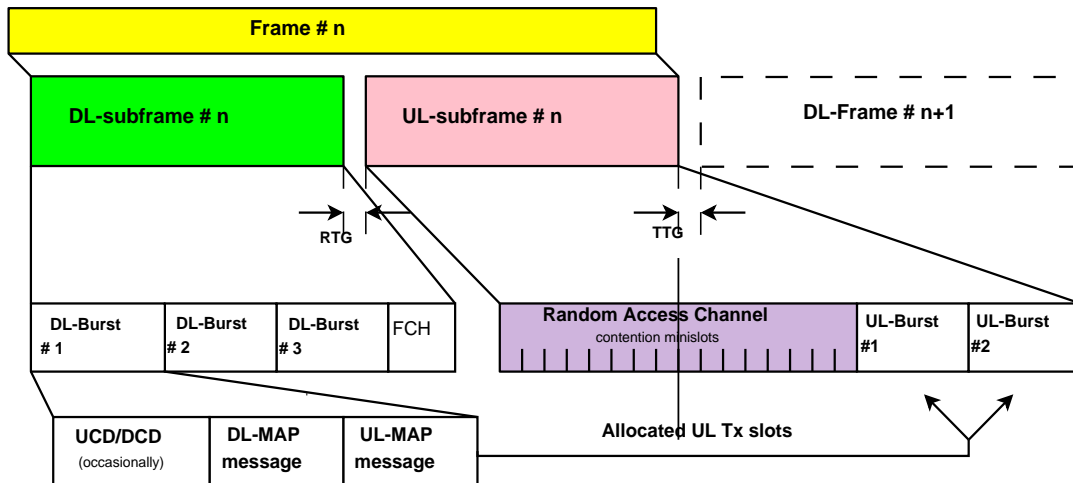 Frame # n
DL-subframe # n
UL-subframe # n
DL-Frame # n+1
RTG
TTG
DL-Burst
# 1
DL-Burst
# 2
DL-Burst
# 3
FCH
Random Access Channel
contention minislots
UL-Burst
#1
UL-Burst
#2
UCD/DCD
(occasionally)
DL-MAP
message
UL-MAP
message
Allocated UL Tx slots